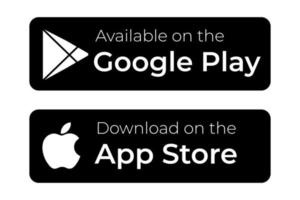 Available on the
Google Play
Download on the
App Store